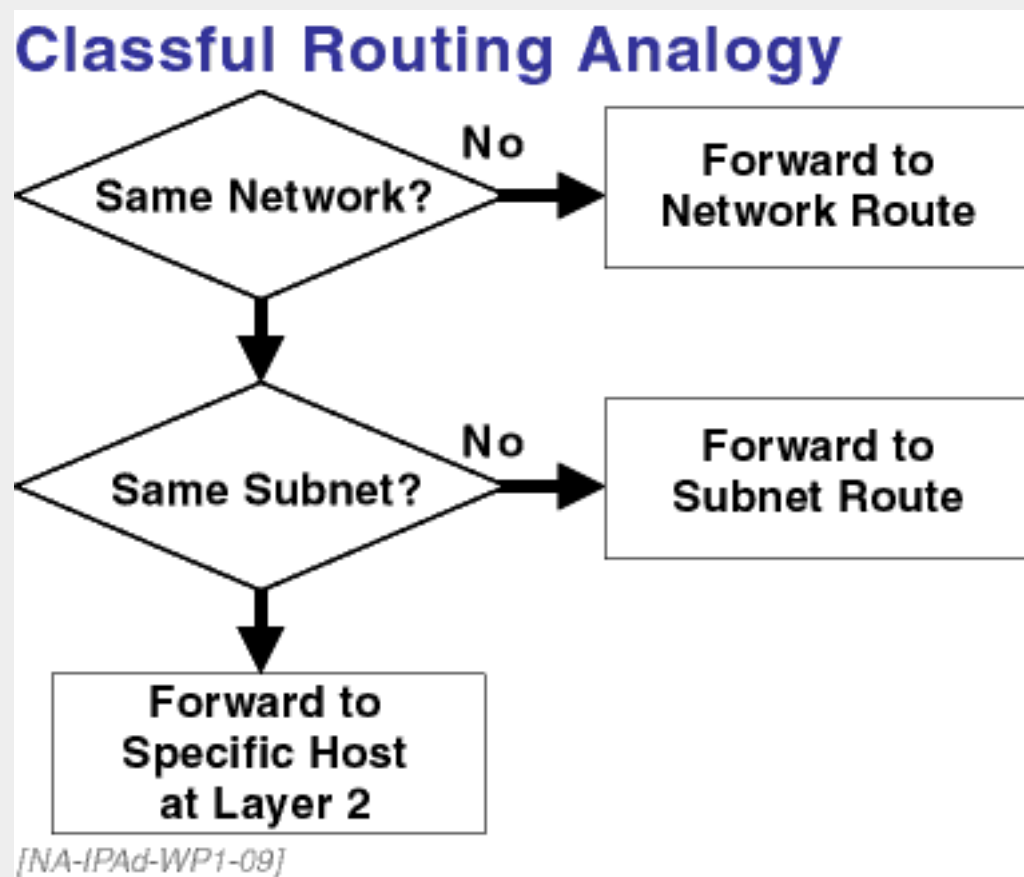 Classful Routing Analogy
Same Network?
No
Forward to
Network Route
Same Subnet?
No
Forward to
Subnet Route
Forward to
Specific Host
at Layer 2
[NA-IPAd-WP1-09]